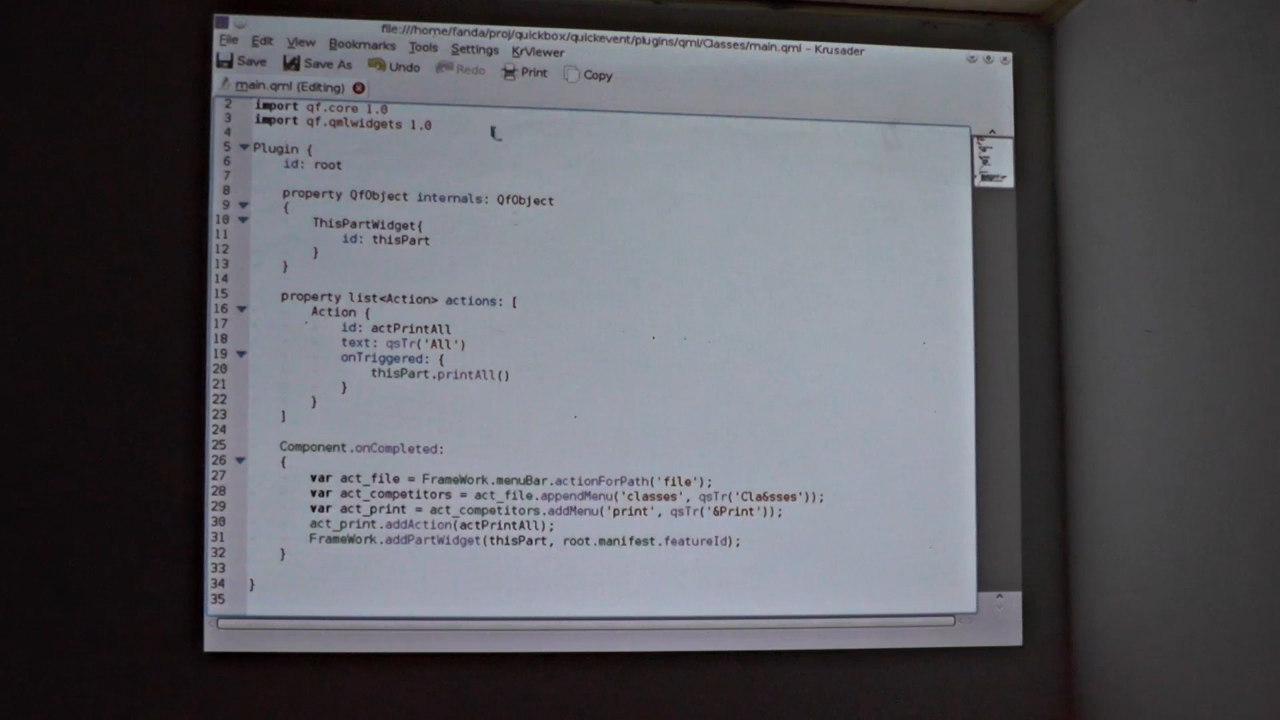 file:///home/fanda/proj/quickbox/quickevent/plugins/qml/Classes/main.qml - Krusader
File Edit View Bookmarks Tools Settings KrViewer
Save Save As Undo Redo Print Copy
main.qml (Editing)
2 import qf.core 1.0
3 import qf.qmlwidgets 1.0
4
5 Plugin {
6 id: root
7
8 property QfObject internals: QfObject
9 {
10 ThisPartWidget{
11 id: thisPart
12 }
13 }
14
15 property list<Action> actions: [
16 Action {
17 id: actPrintAll
18 text: qsTr('All')
19 onTriggered: {
20 thisPart.printAll()
21 }
22 }
23 ]
24
25 Component.onCompleted:
26 {
27 var act_file = FrameWork.menuBar.actionForPath('file');
28 var act_competitors = act_file.appendMenu('classes', qsTr('Cla&sses'));
29 var act_print = act_competitors.addMenu('print', qsTr('&Print'));
30 act_print.addAction(actPrintAll);
31 FrameWork.addPartWidget(thisPart, root.manifest.featureId);
32 }
33
34 }
35